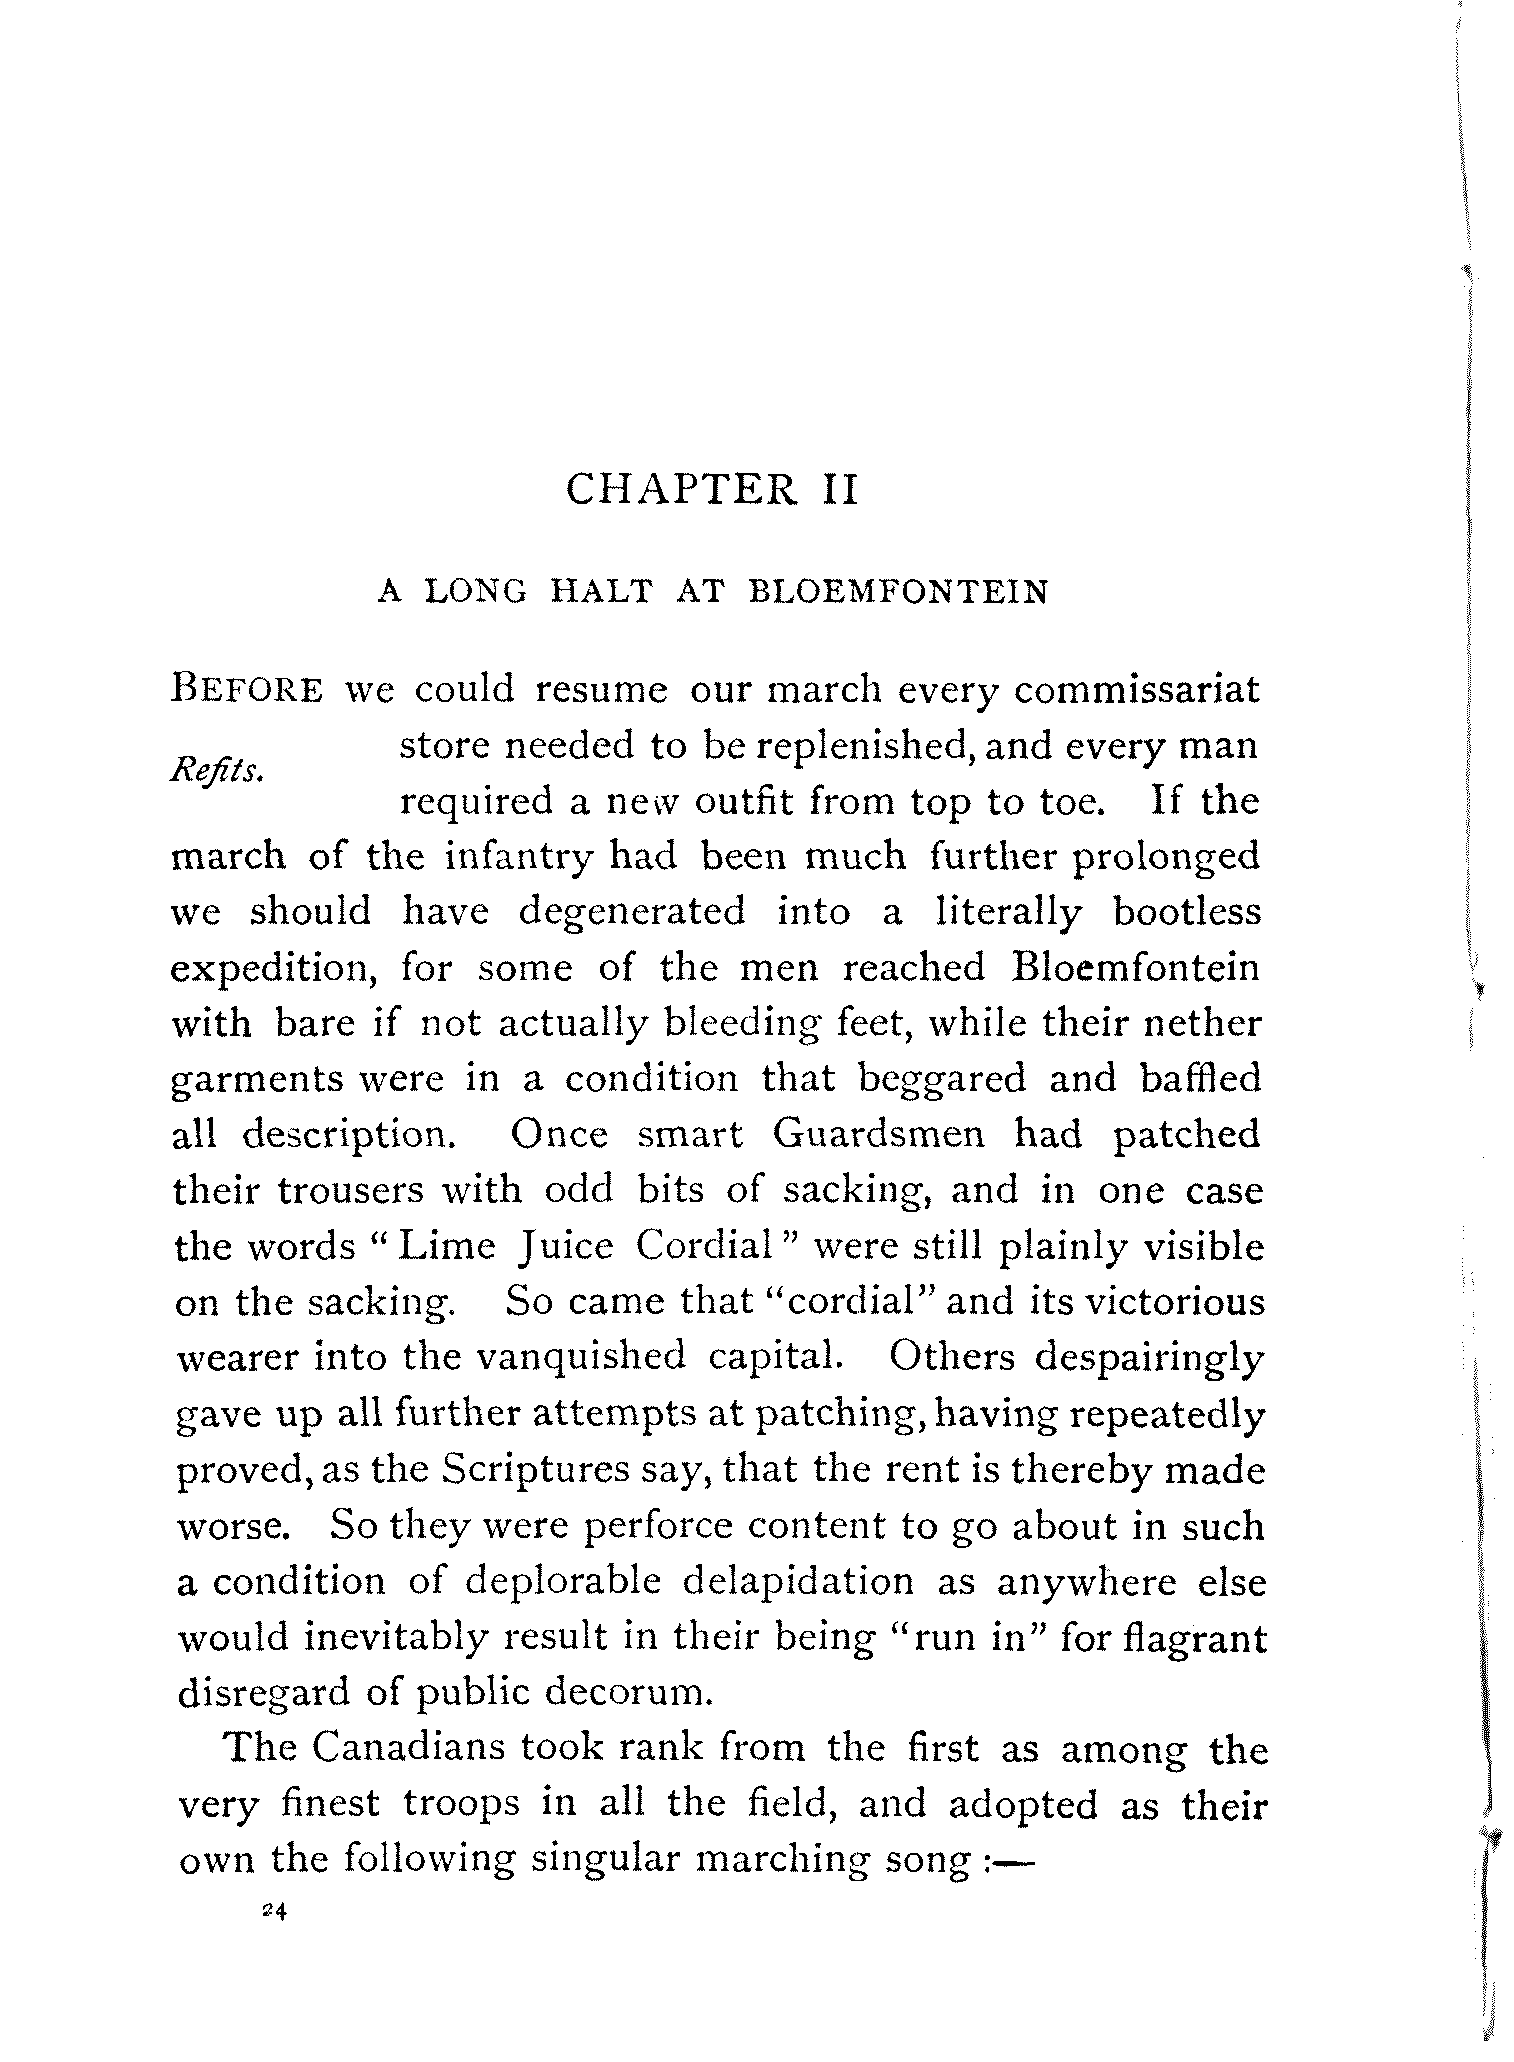 CHAPTER II
A LONG HALT AT BLOEMFONTEIN
BEFORE we could resume our march every commissariat
Refits.
store needed to be replenished, and every man
required a new outfit from top to toe. If the
march of the infantry had been much further prolonged
we should have degenerated into a literally bootless
expedition, for some of the men reached Bloemfontein
with bare if not actually bleeding feet, while their nether
garments were in a condition that beggared and baffled
all description. Once smart Guardsmen had patched
their trousers with odd bits of sacking, and in one case
the words “Lime Juice Cordial” were still plainly visible
on the sacking. So came that “cordial” and its victorious
wearer into the vanquished capital. Others despairingly
gave up all further attempts at patching, having repeatedly
proved, as the Scriptures say, that the rent is thereby made
worse. So they were perforce content to go about in such
a condition of deplorable delapidation as anywhere else
would inevitably result in their being “run in” for flagrant
disregard of public decorum.
The Canadians took rank from the first as among the
very finest troops in all the field, and adopted as their
own the following singular marching song :—
24